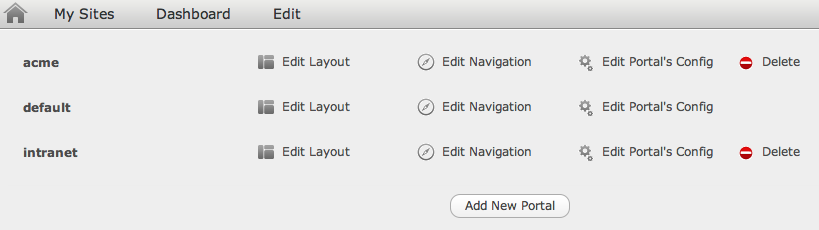 My Sites Dashboard Edit
acme Edit Layout Edit Navigation Edit Portal's Config Delete
default Edit Layout Edit Navigation Edit Portal's Config
intranet Edit Layout Edit Navigation Edit Portal's Config Delete
Add New Portal